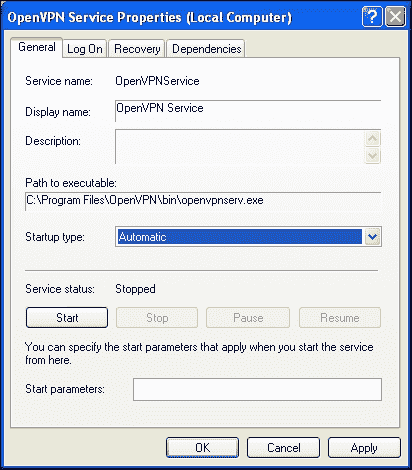 OpenVPN Service Properties (Local Computer)
General Log On Recovery Dependencies
Service name: OpenVPNService
Display name: OpenVPN Service
Description:
Path to executable:
C:\Program Files\OpenVPN\bin\openvpnserv.exe
Startup type: Automatic
Service status: Stopped
Start Stop Pause Resume
You can specify the start parameters that apply when you start the service
from here.
Start parameters:
OK Cancel Apply